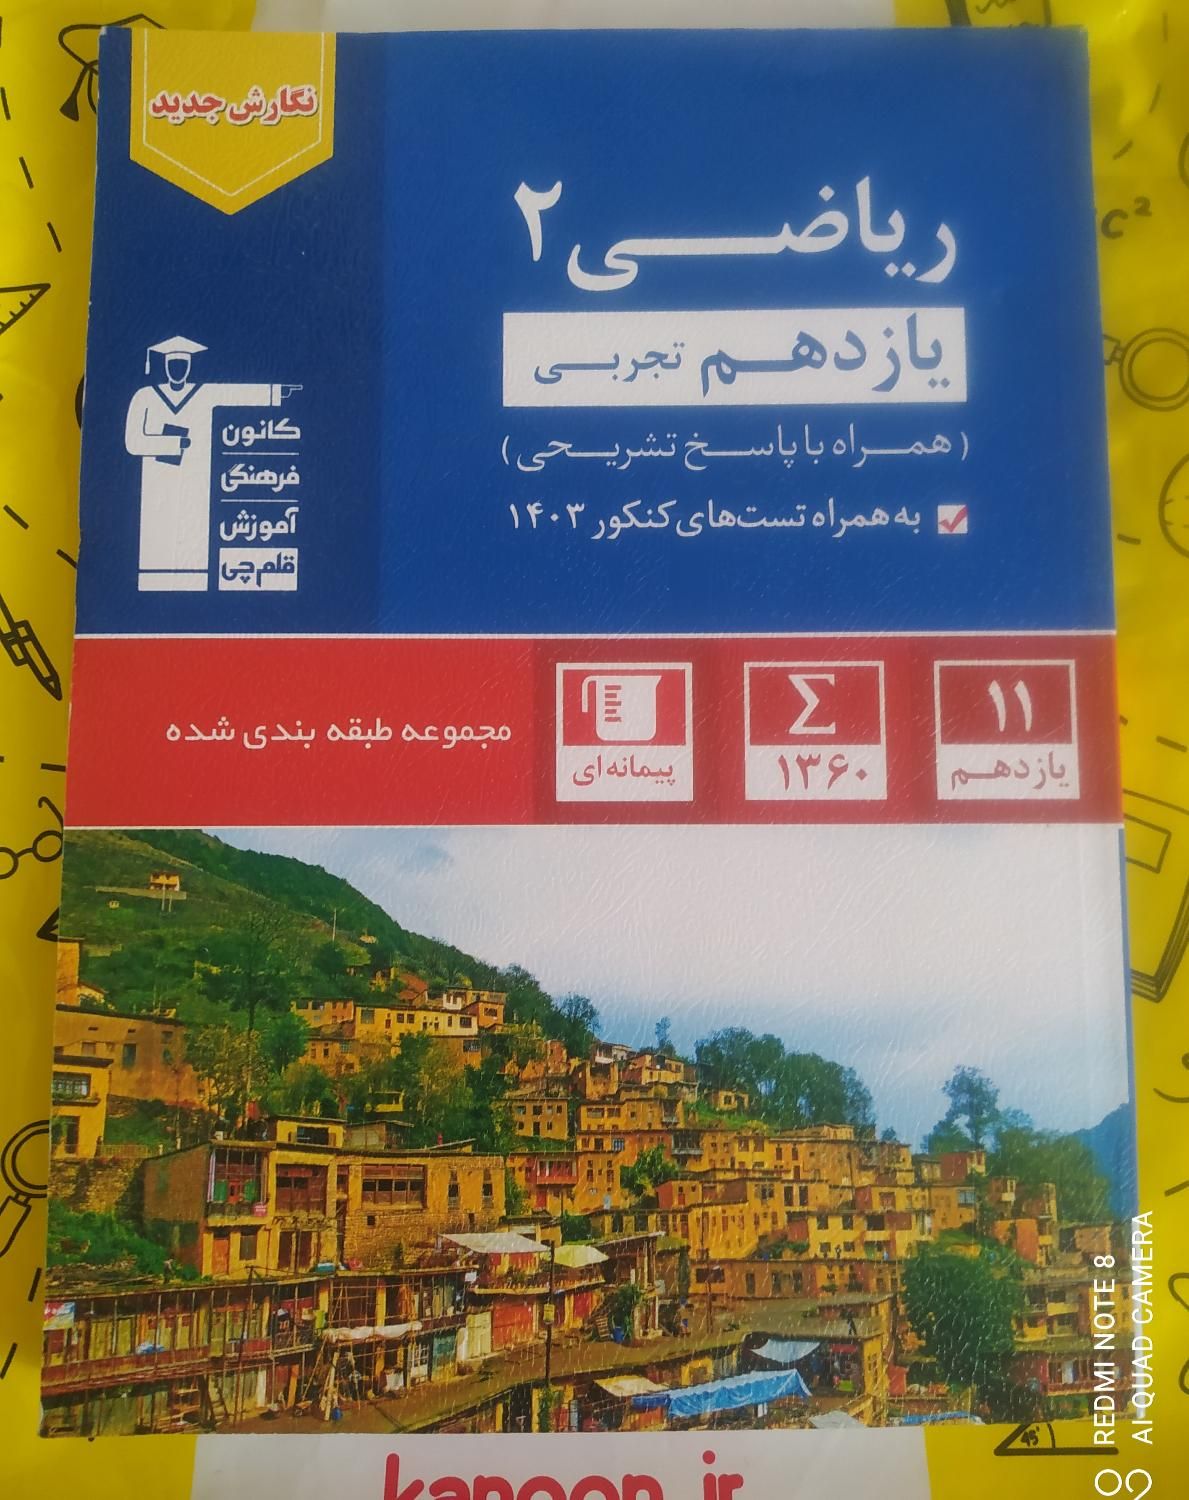 نگارش جدید
ریاضی ۲
یازدهم تجربی
(همراه با پاسخ تشریحی)
به همراه تست‌های کنکور ۱۴۰۳
کانون
فرهنگی
آموزش
قلم‌چی
۱۱
یازدهم
Σ
۱۳۶۰
پیمانه‌ای
مجموعه طبقه بندی شده
c²
45°
kanoon.ir
REDMI NOTE 8
AI QUAD CAMERA